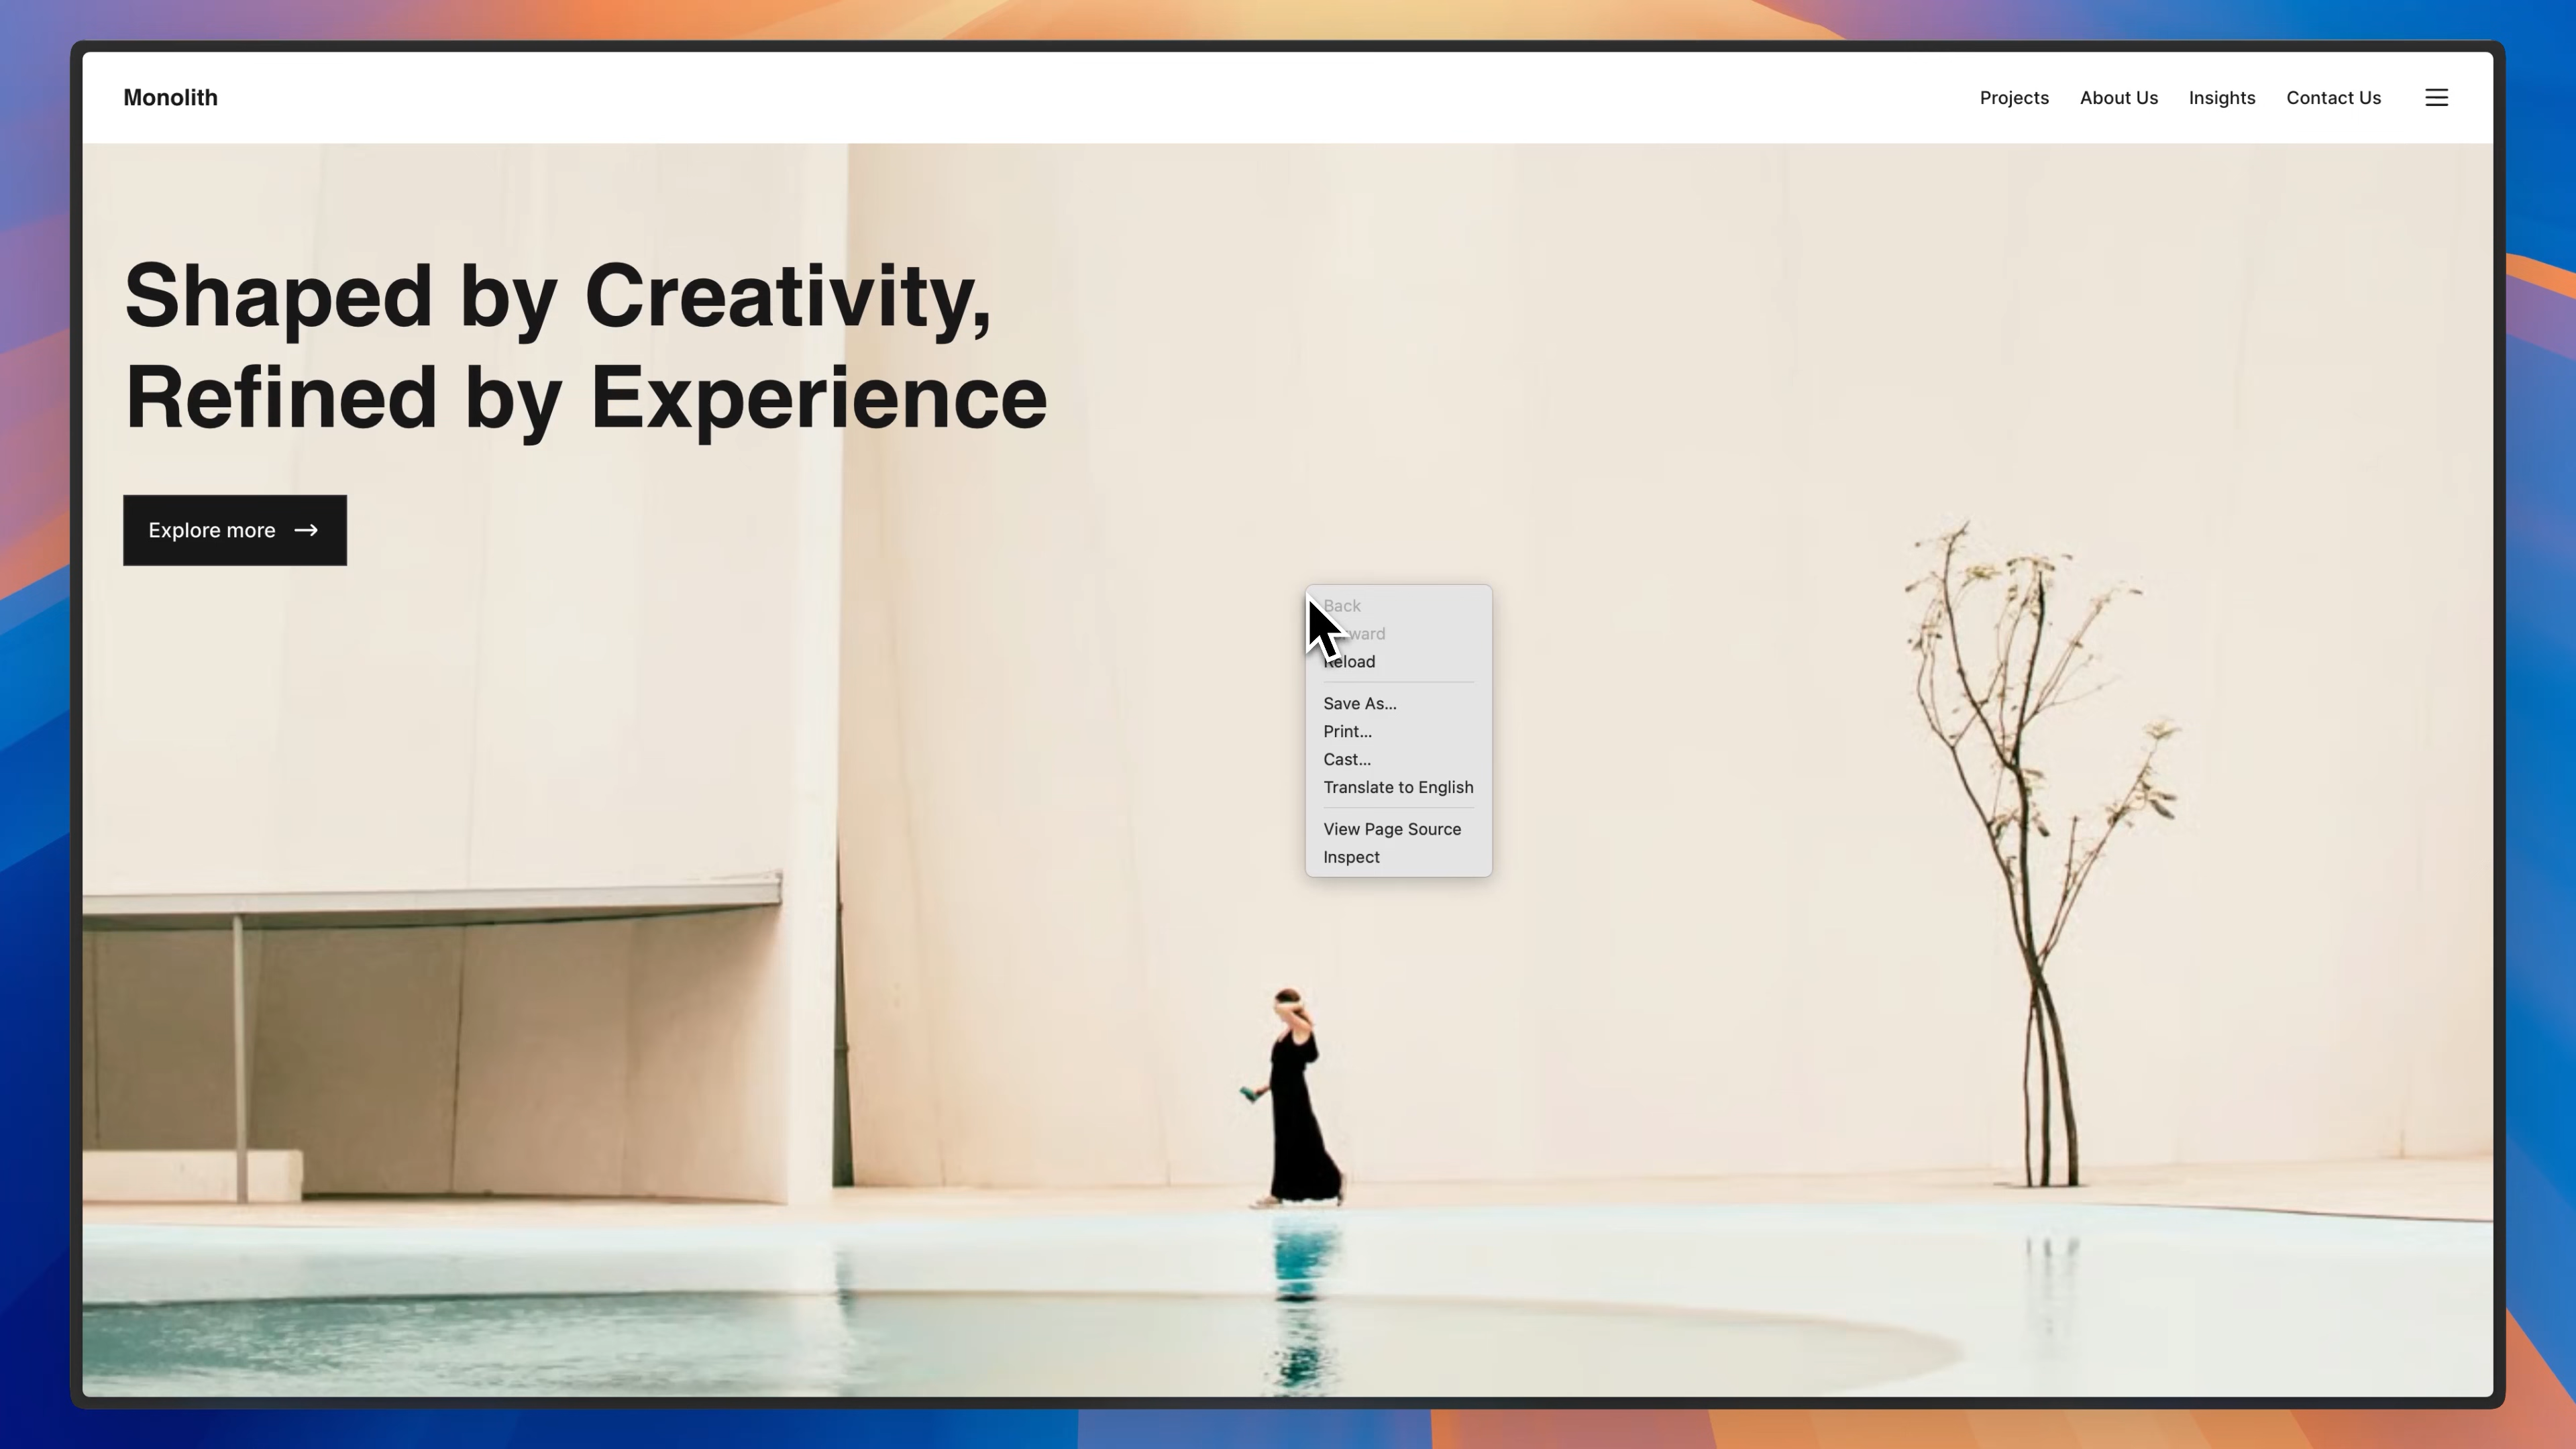 Monolith
Projects About Us Insights Contact Us
Shaped by Creativity,
Refined by Experience
Explore more
Back
Reload
Save As...
Print...
Cast...
Translate to English
View Page Source
Inspect